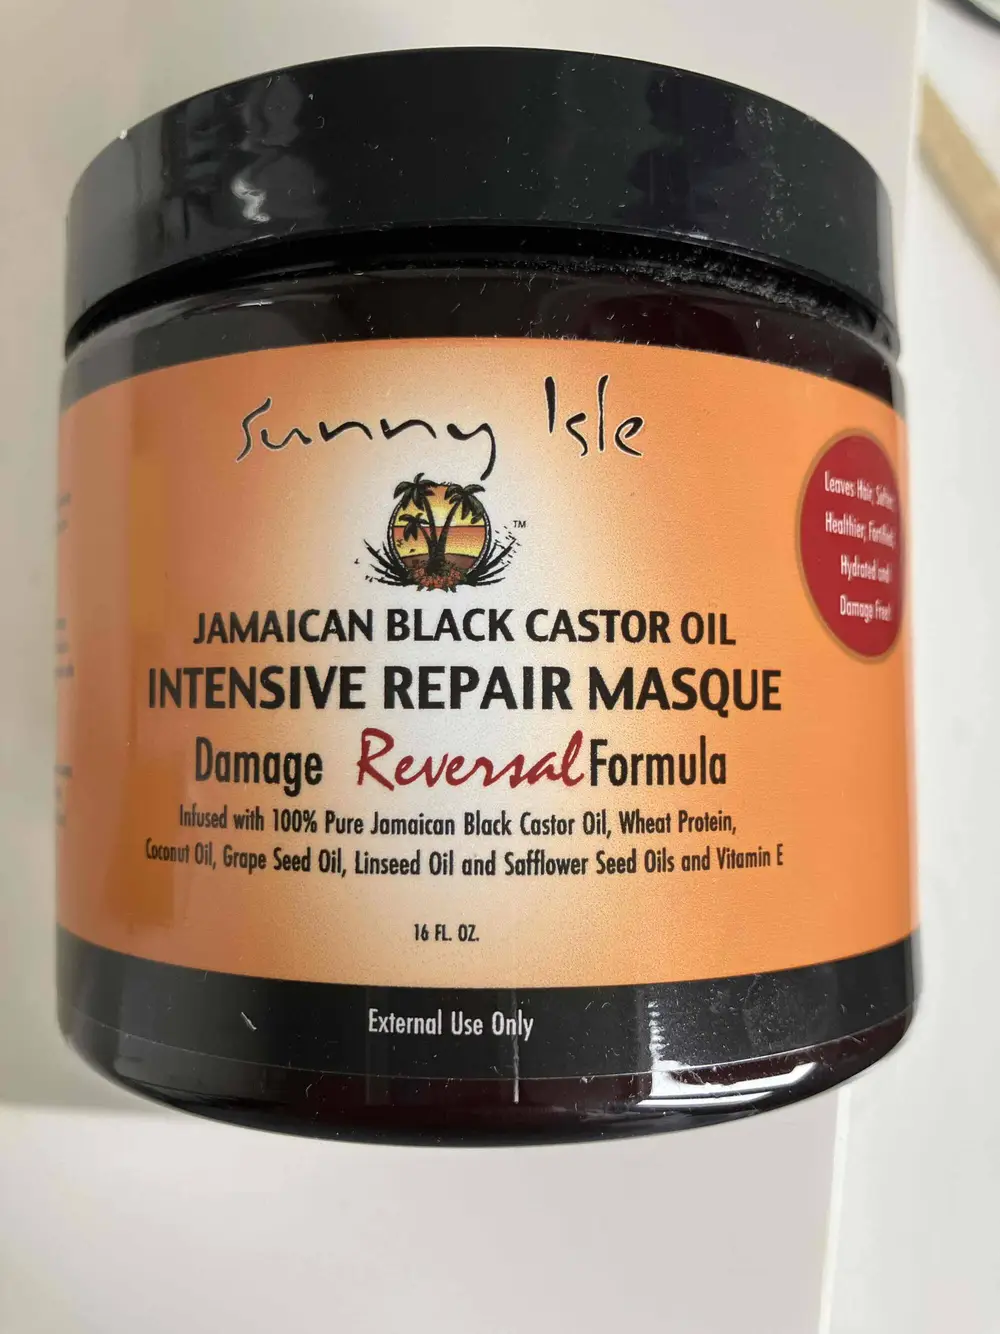 Sunny Isle
TM
JAMAICAN BLACK CASTOR OIL
INTENSIVE REPAIR MASQUE
Damage Reversal Formula
Infused with 100% Pure Jamaican Black Castor Oil, Wheat Protein,
Coconut Oil, Grape Seed Oil, Linseed Oil and Safflower Seed Oils and Vitamin E
16 FL. OZ.
External Use Only
Leaves Hair,
Healthier,
Hydrated and
Damage Free!